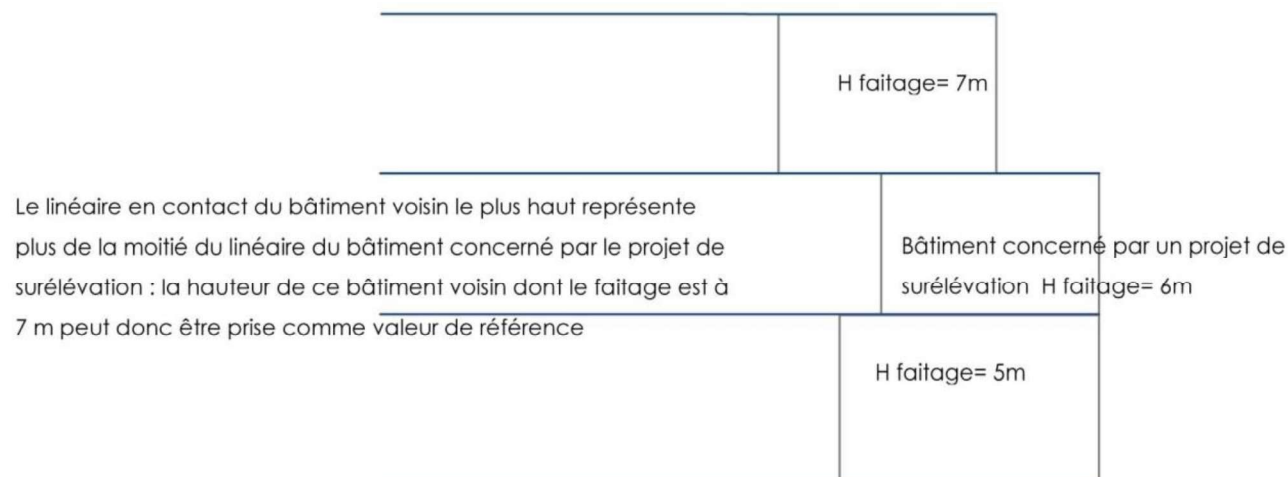 H faitage= 7m
Le linéaire en contact du bâtiment voisin le plus haut représente
plus de la moitié du linéaire du bâtiment concerné par le projet de
surélévation : la hauteur de ce bâtiment voisin dont le faitage est à
7 m peut donc être prise comme valeur de référence
Bâtiment concerné par un projet de
surélévation H faitage= 6m
H faitage= 5m